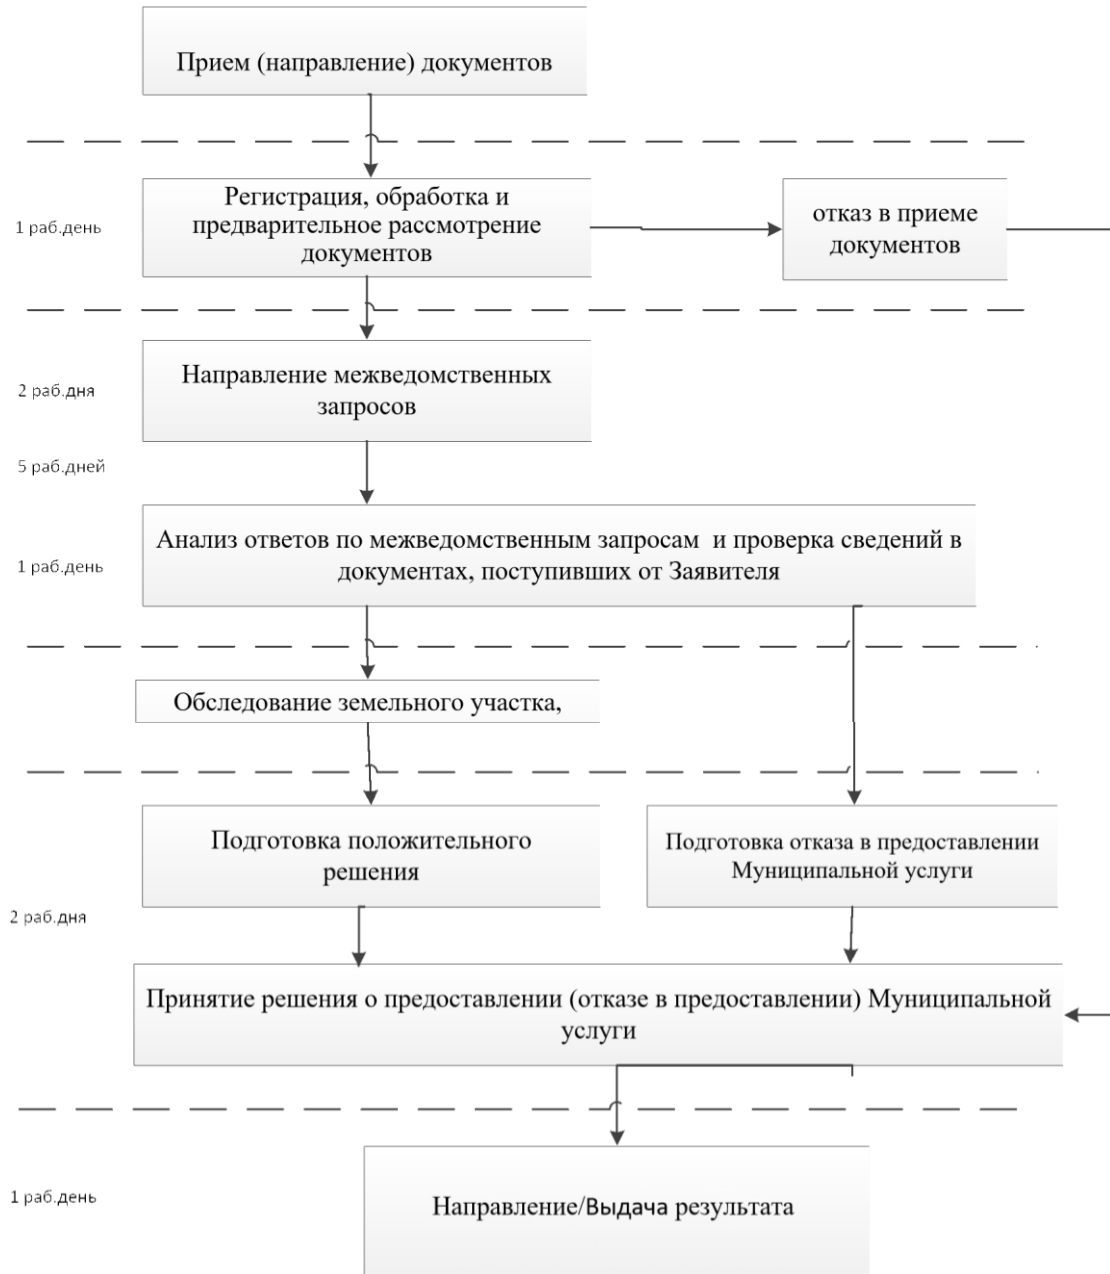 Прием (направление) документов
1 раб.день
Регистрация, обработка и
предварительное рассмотрение
документов
отказ в приеме
документов
2 раб.дня
Направление межведомственных
запросов
5 раб.дней
1 раб.день
Анализ ответов по межведомственным запросам и проверка сведений в
документах, поступивших от Заявителя
Обследование земельного участка,
Подготовка положительного
решения
Подготовка отказа в предоставлении
Муниципальной услуги
2 раб.дня
Принятие решения о предоставлении (отказе в предоставлении) Муниципальной
услуги
1 раб.день
Направление/Выдача результата